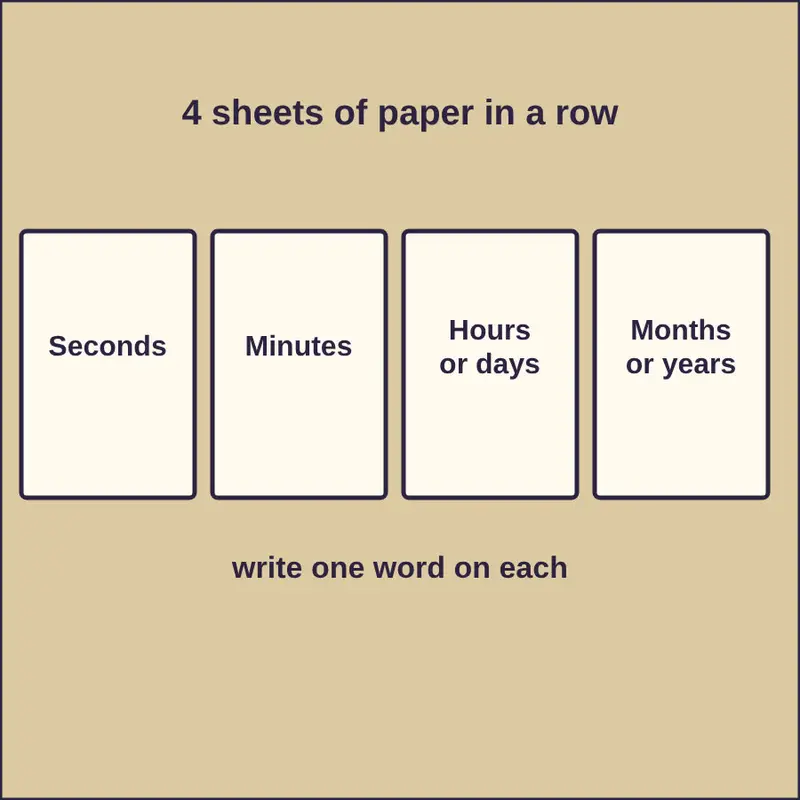 4 sheets of paper in a row
Seconds
Minutes
Hours
or days
Months
or years
write one word on each